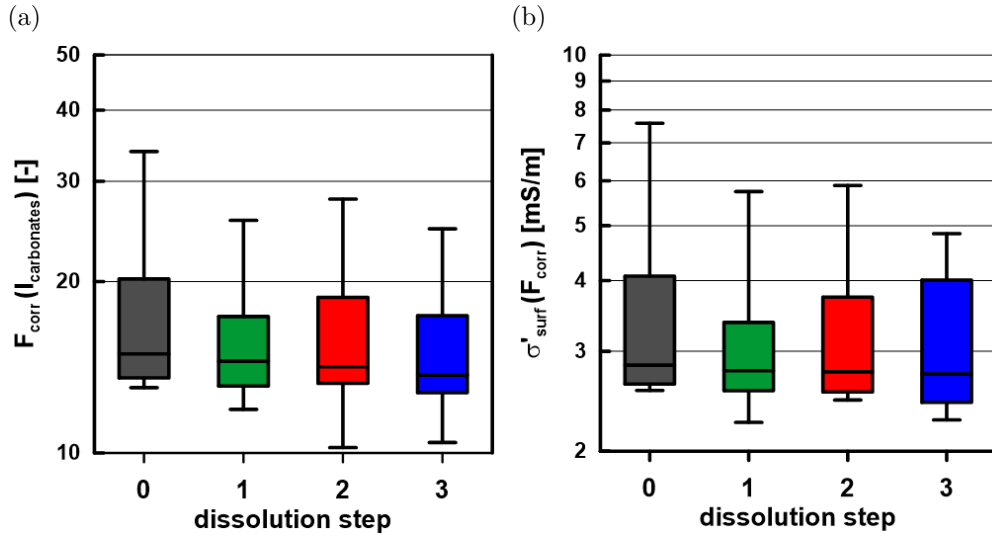 (a)
50
40
30
20
10
F_corr (I_carbonates) [-]
0 1 2 3
dissolution step
(b)
10
9
8
7
6
5
4
3
2
σ'_surf (F_corr) [mS/m]
0 1 2 3
dissolution step